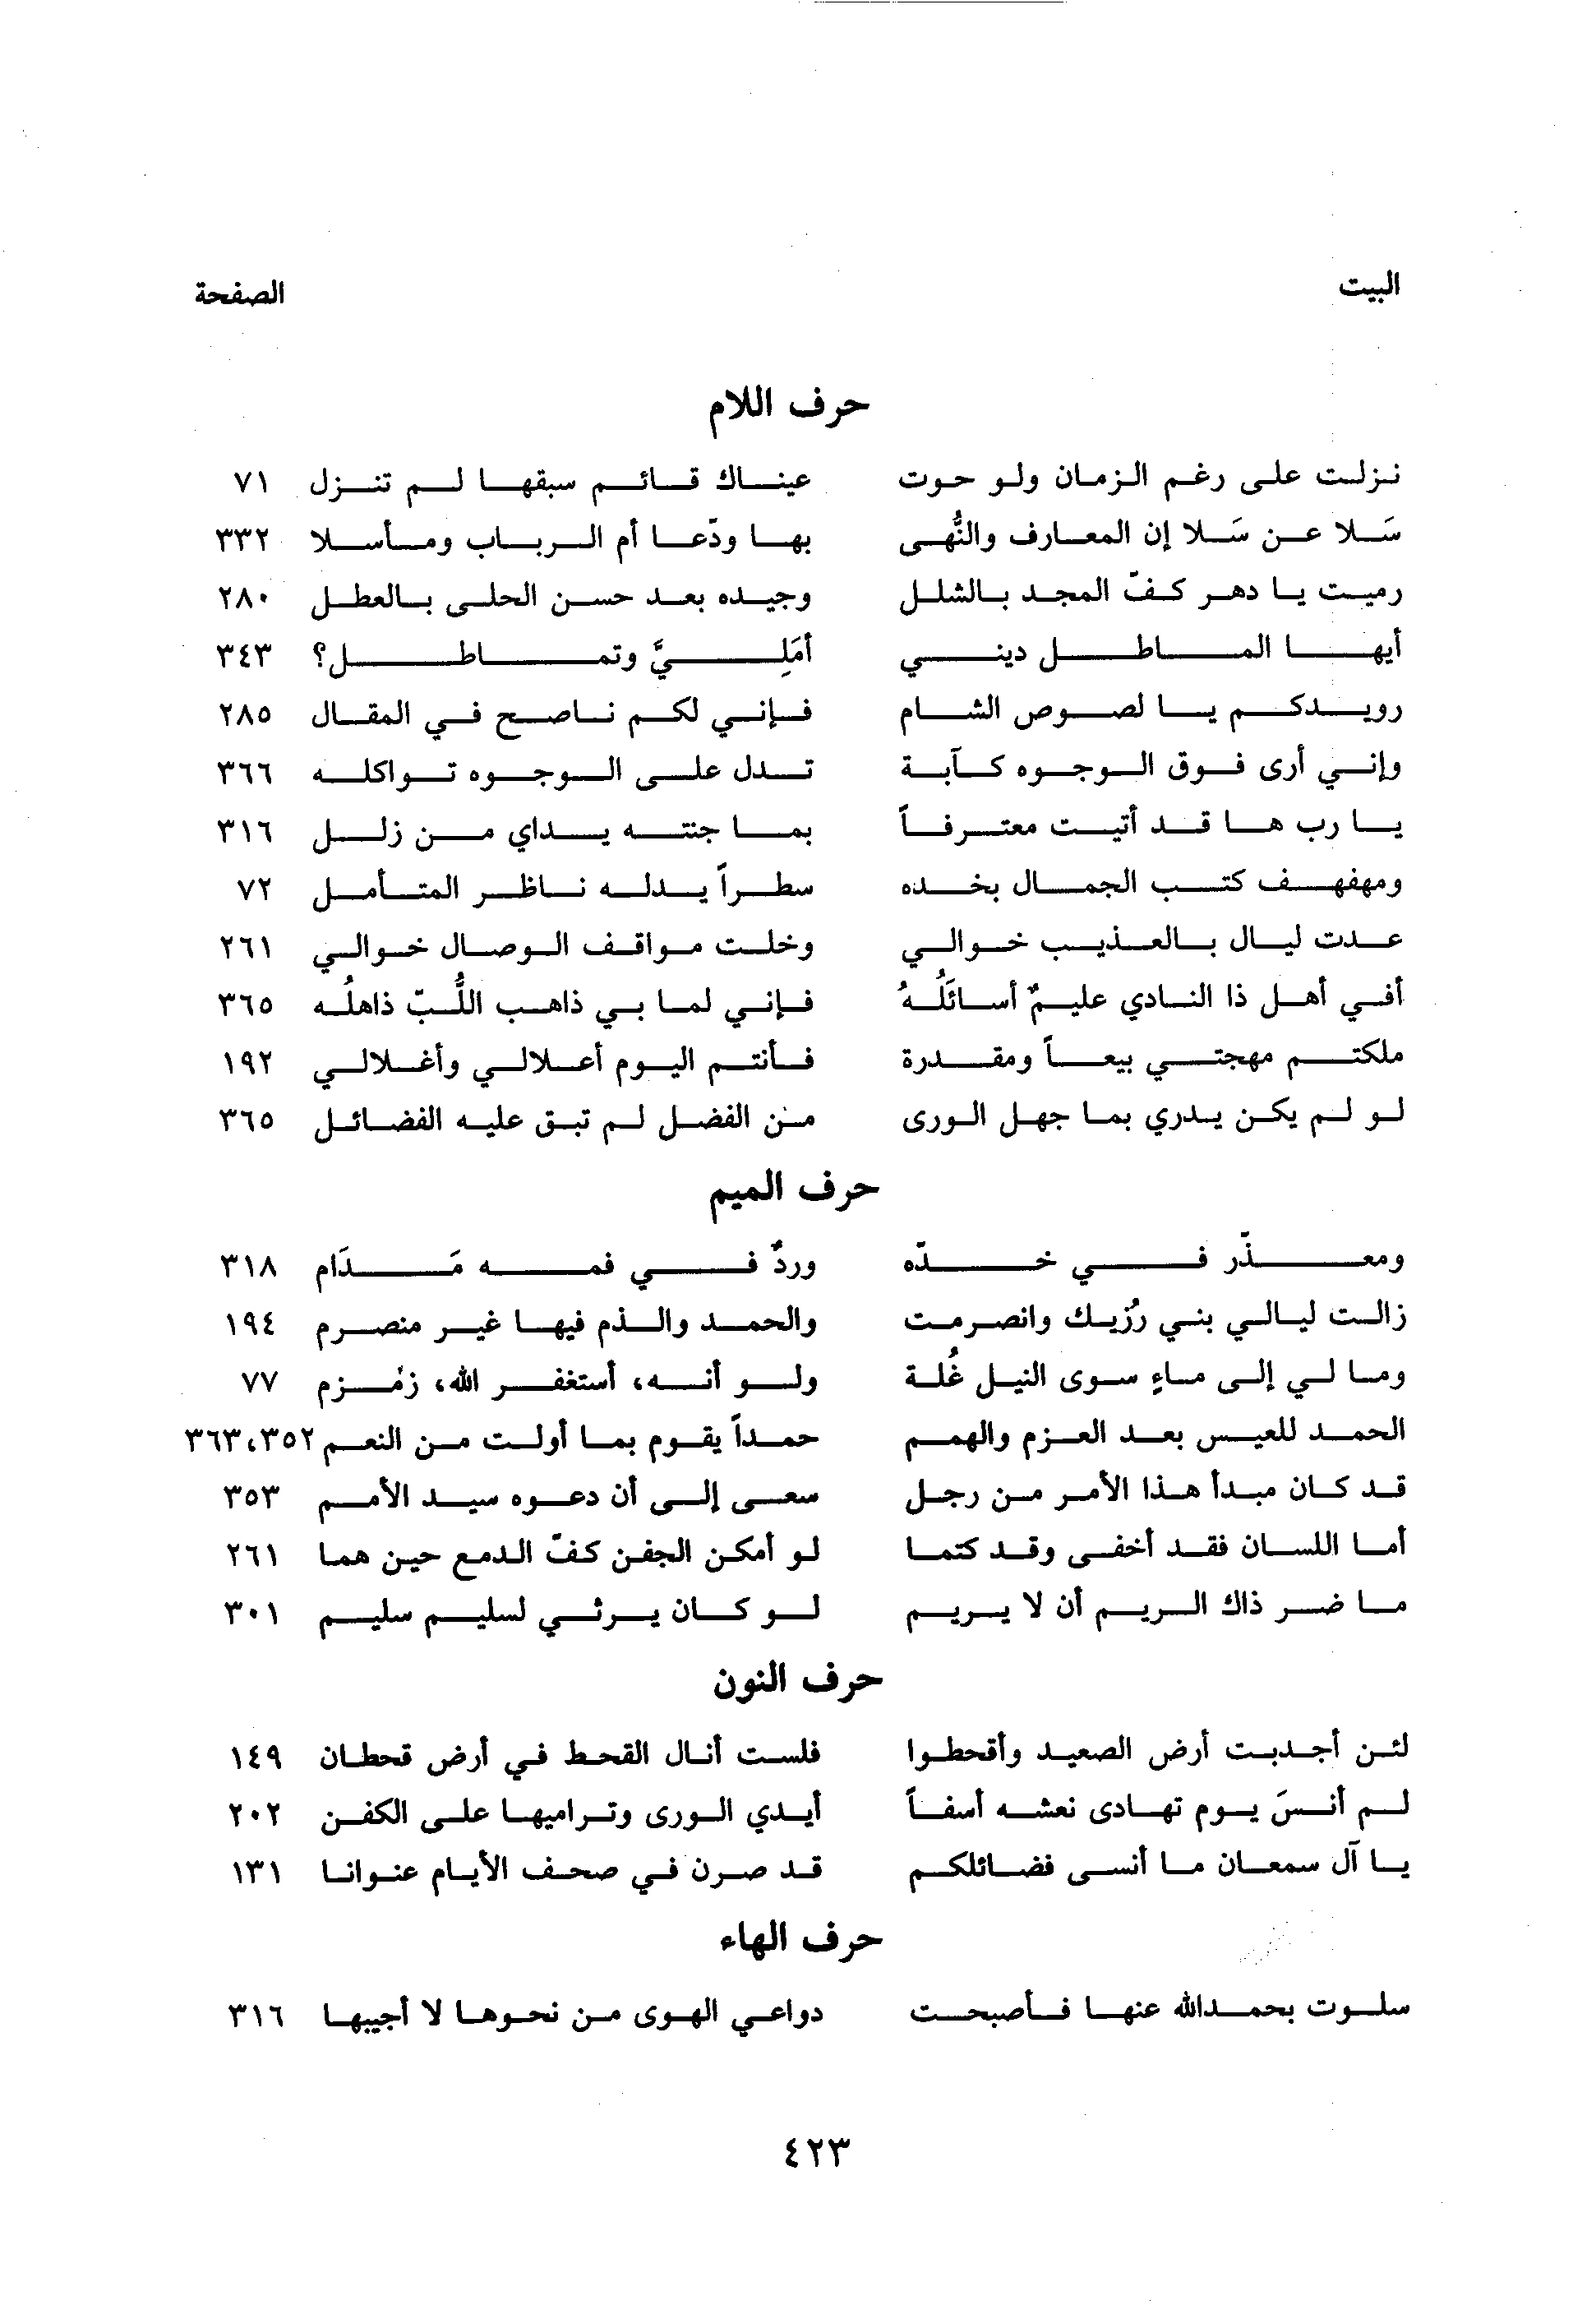 البيت الصفحة
حرف اللام
نزلت على رغم الزمان ولو حوت عيناك قائم سبقها لم تنزل ٧١
سَلا عن سَلا إن المعارف والنُّهى بها ودّعا أم الرباب ومأسلا ٣٣٢
رميت يا دهر كفّ المجد بالشلل وجيده بعد حسن الحلى بالعطل ٢٨٠
أيها المماطل ديني أمَلِيَّ وتماطل؟ ٣٤٣
رويدكم يا لصوص الشام فإني لكم ناصح في المقال ٢٨٥
وإني أرى فوق الوجوه كآبة تدل على الوجوه تواكله ٣٦٦
يا رب ها قد أتيت معترفاً بما جنته يداي من زلل ٣١٦
ومهفهف كتب الجمال بخده سطراً يدله ناظر المتأمل ٧٢
عدت ليال بالعذيب خوالي وخلت مواقف الوصال خوالي ٢٦١
أفي أهل ذا النادي عليمٌ أسائلُهُ فإني لما بي ذاهب اللُّبّ ذاهلُه ٣٦٥
ملكتم مهجتي بيعاً ومقدرة فأنتم اليوم أعلالي وأغلالي ١٩٢
لو لم يكن يدري بما جهل الورى من الفضل لم تبق عليه الفضائل ٣٦٥
حرف الميم
ومعذّر في خدّه وردٌ في فمه مَدَام ٣١٨
زالت ليالي بني رُزيك وانصرمت والحمد والذم فيها غير منصرم ١٩٤
وما لي إلى ماءٍ سوى النيل غُلة ولو أنه، أستغفر الله، زمُزم ٧٧
الحمد للعيس بعد العزم والهمم حمداً يقوم بما أولت من النعم ٣٥٢، ٣٦٣
قد كان مبدأ هذا الأمر من رجل سعى إلى أن دعوه سيد الأمم ٣٥٣
أما اللسان فقد أخفى وقد كتما لو أمكن الجفن كفّ الدمع حين هما ٢٦١
ما ضر ذاك الريم أن لا يريم لو كان يرثي لسليم سليم ٣٠١
حرف النون
لئن أجدبت أرض الصعيد وأقحطوا فلست أنال القحط في أرض قحطان ١٤٩
لم أنسَ يوم تهادى نعشه أسفاً أيدي الورى وتراميها على الكفن ٢٠٢
يا آل سمعان ما أنسى فضائلكم قد صرن في صحف الأيام عنوانا ١٣١
حرف الهاء
سلوت بحمدالله عنها فأصبحت دواعي الهوى من نحوها لا أجيبها ٣١٦
٤٢٣